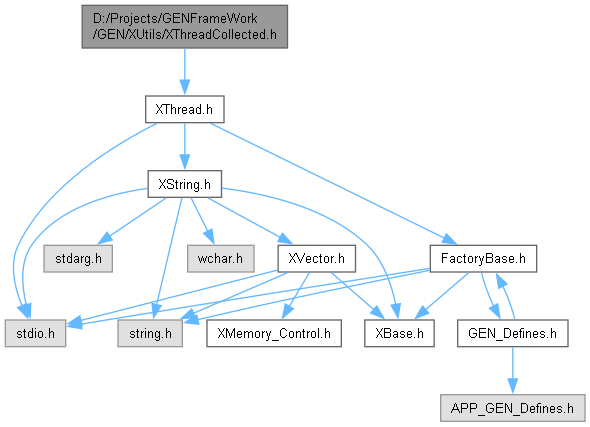 D:/Projects/GENFrameWork
/GEN/XUtils/XThreadCollected.h
XThread.h
XString.h
stdarg.h
wchar.h
XVector.h
FactoryBase.h
stdio.h
string.h
XMemory_Control.h
XBase.h
GEN_Defines.h
APP_GEN_Defines.h